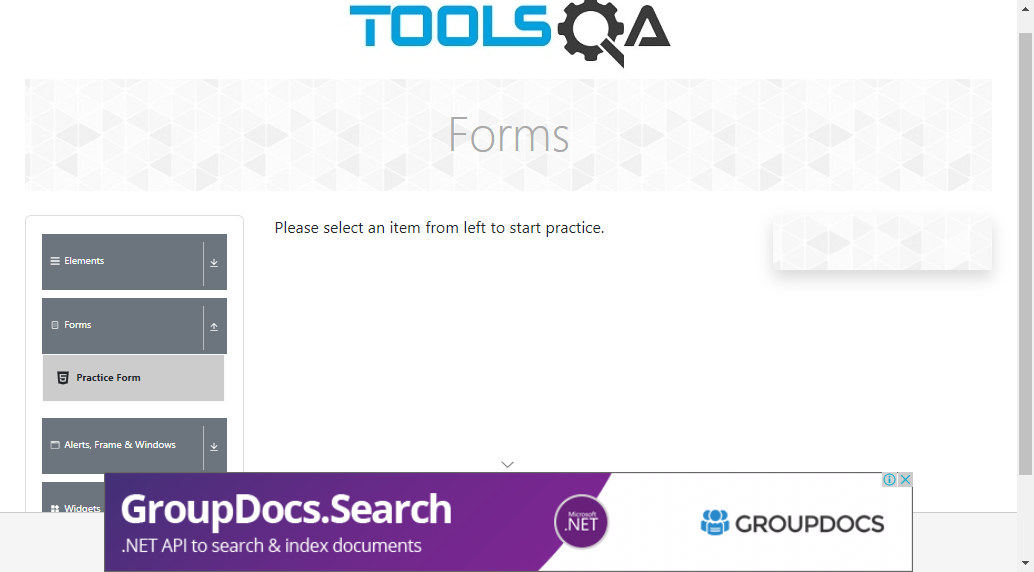 TOOLSQA
Forms
Please select an item from left to start practice.
Elements
Forms
Practice Form
Alerts, Frame & Windows
Widgets
GroupDocs.Search
.NET API to search & index documents
Microsoft
.NET
GROUPDOCS